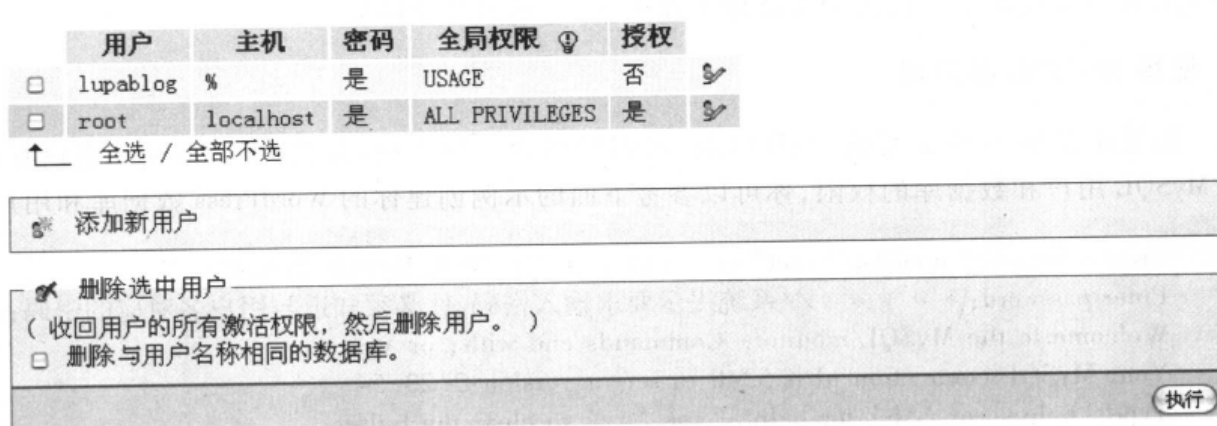 用户 主机 密码 全局权限 授权
lupablog % 是 USAGE 否
root localhost 是 ALL PRIVILEGES 是
全选 / 全部不选
添加新用户
删除选中用户
( 收回用户的所有激活权限, 然后删除用户。 )
删除与用户名称相同的数据库。
执行